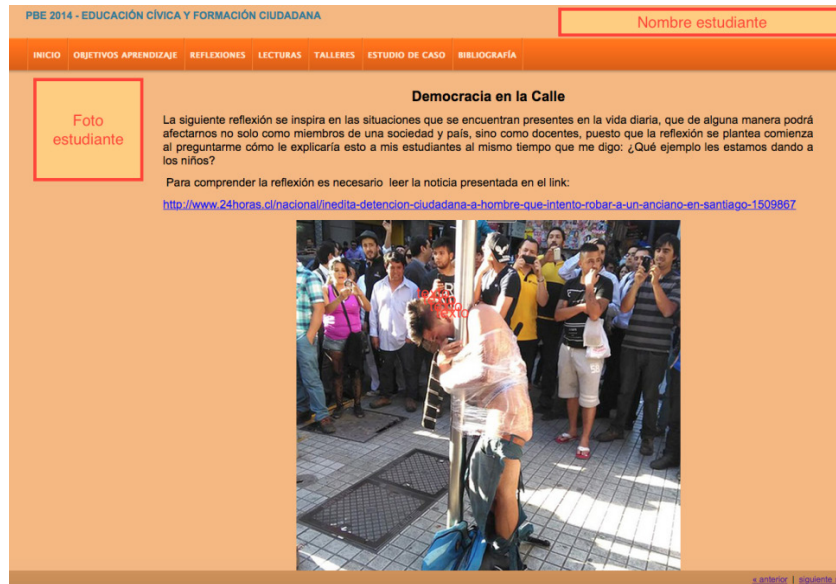 PBE 2014 - EDUCACIÓN CÍVICA Y FORMACIÓN CIUDADANA
Nombre estudiante
INICIO OBJETIVOS APRENDIZAJE REFLEXIONES LECTURAS TALLERES ESTUDIO DE CASO BIBLIOGRAFÍA
Foto
estudiante
Democracia en la Calle
La siguiente reflexión se inspira en las situaciones que se encuentran presentes en la vida diaria, que de alguna manera podrá
afectarnos no solo como miembros de una sociedad y país, sino como docentes, puesto que la reflexión se plantea comienza
al preguntarme cómo le explicaría esto a mis estudiantes al mismo tiempo que me digo: ¿Qué ejemplo les estamos dando a
los niños?
Para comprender la reflexión es necesario leer la noticia presentada en el link:
http://www.24horas.cl/nacional/inedita-detencion-ciudadana-a-hombre-que-intento-robar-a-un-anciano-en-santiago-1509867
« anterior | siguiente